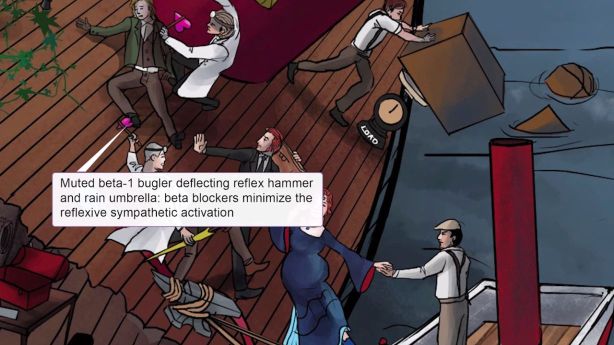 Muted beta-1 bugler deflecting reflex hammer
and rain umbrella: beta blockers minimize the
reflexive sympathetic activation